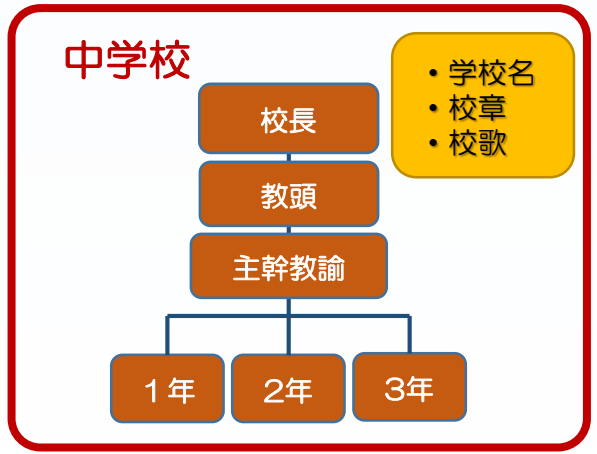 中学校
・学校名
・校章
・校歌
校長
教頭
主幹教諭
１年
２年
３年